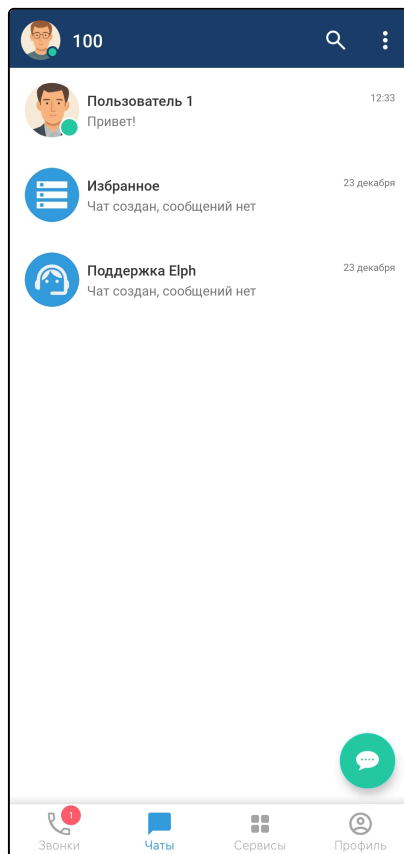 100
Пользователь 1 12:33
Привет!
Избранное 23 декабря
Чат создан, сообщений нет
Поддержка Elph 23 декабря
Чат создан, сообщений нет
1
Звонки Чаты Сервисы Профиль